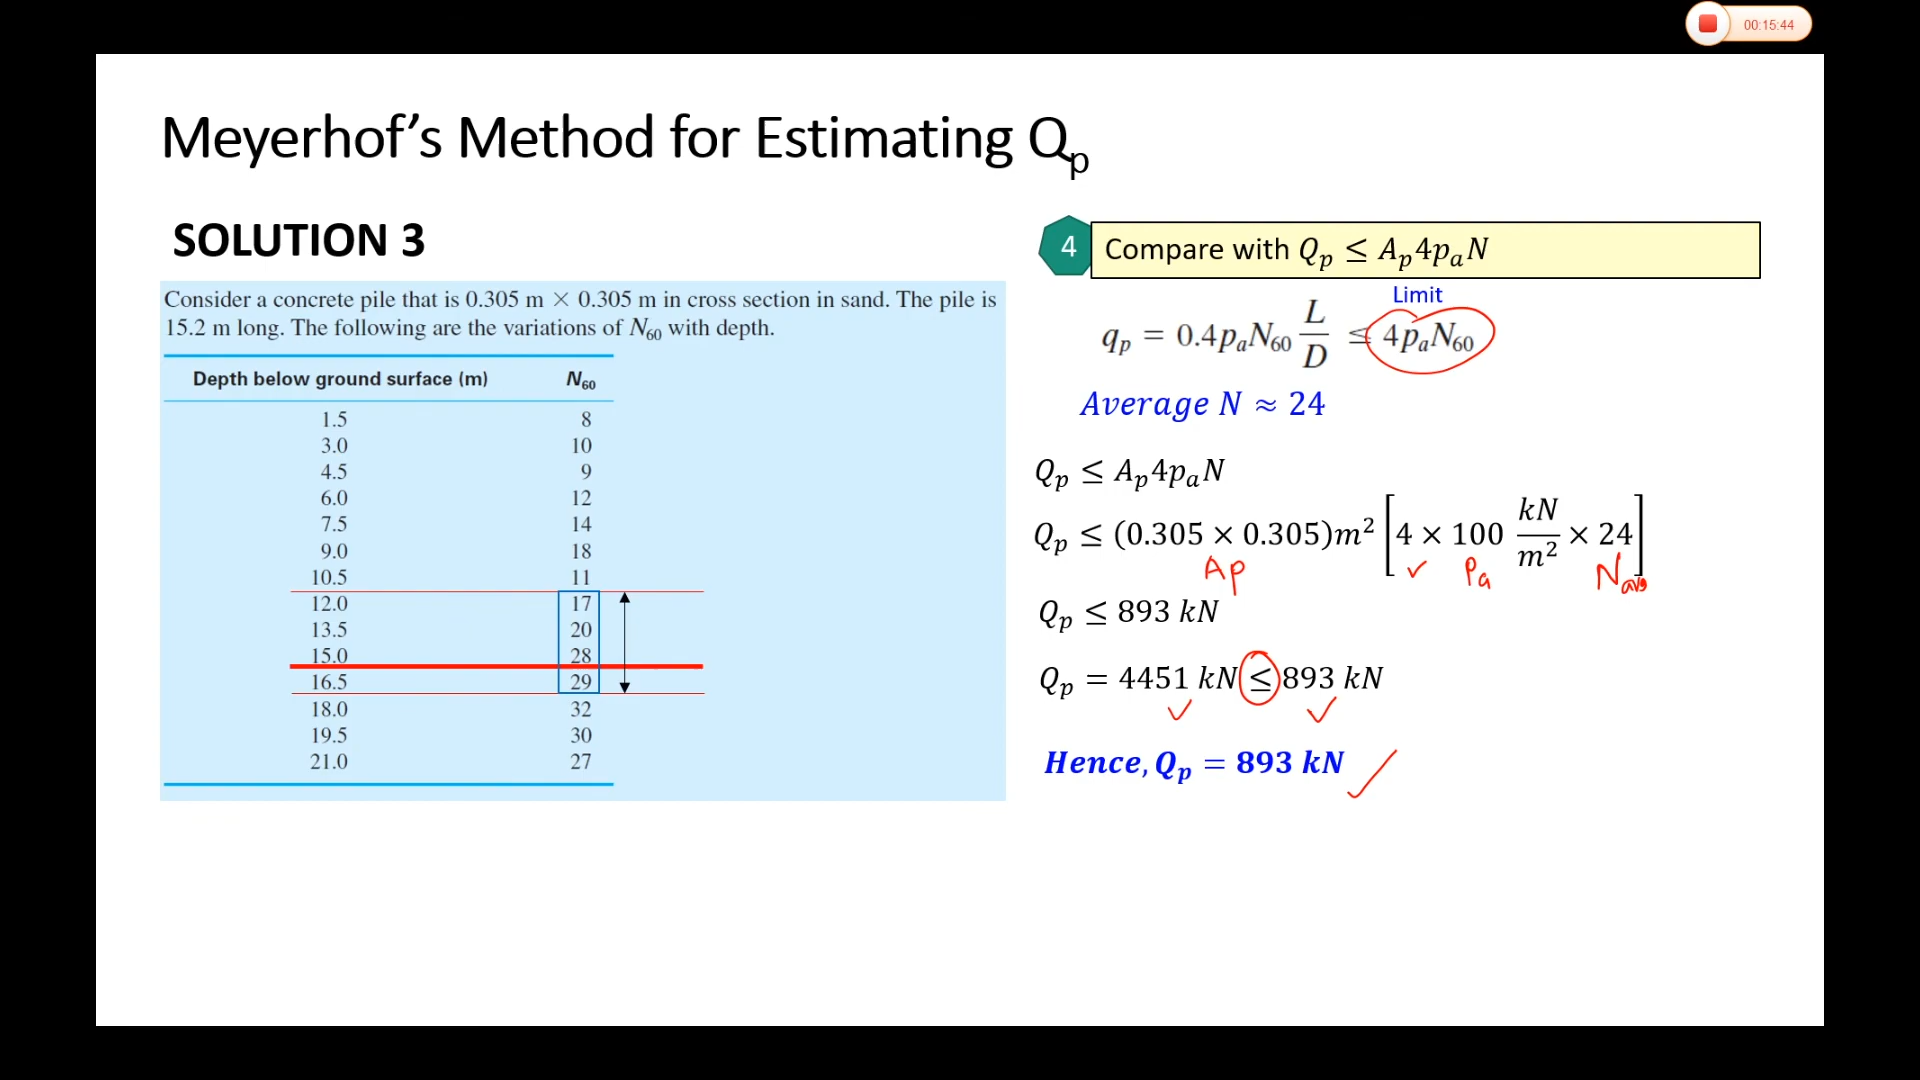 00:15:44
Meyerhof’s Method for Estimating Qp
SOLUTION 3
Consider a concrete pile that is 0.305 m × 0.305 m in cross section in sand. The pile is
15.2 m long. The following are the variations of N60 with depth.
Depth below ground surface (m) N60
1.5 8
3.0 10
4.5 9
6.0 12
7.5 14
9.0 18
10.5 11
12.0 17
13.5 20
15.0 28
16.5 29
18.0 32
19.5 30
21.0 27
4 Compare with Qp ≤ Ap4paN
Limit
qp = 0.4paN60 L/D ≤ 4paN60
Average N ≈ 24
Qp ≤ Ap4paN
Qp ≤ (0.305 × 0.305)m² [4 × 100 kN/m² × 24]
Ap Pa Navg
Qp ≤ 893 kN
Qp = 4451 kN ≤ 893 kN
Hence, Qp = 893 kN